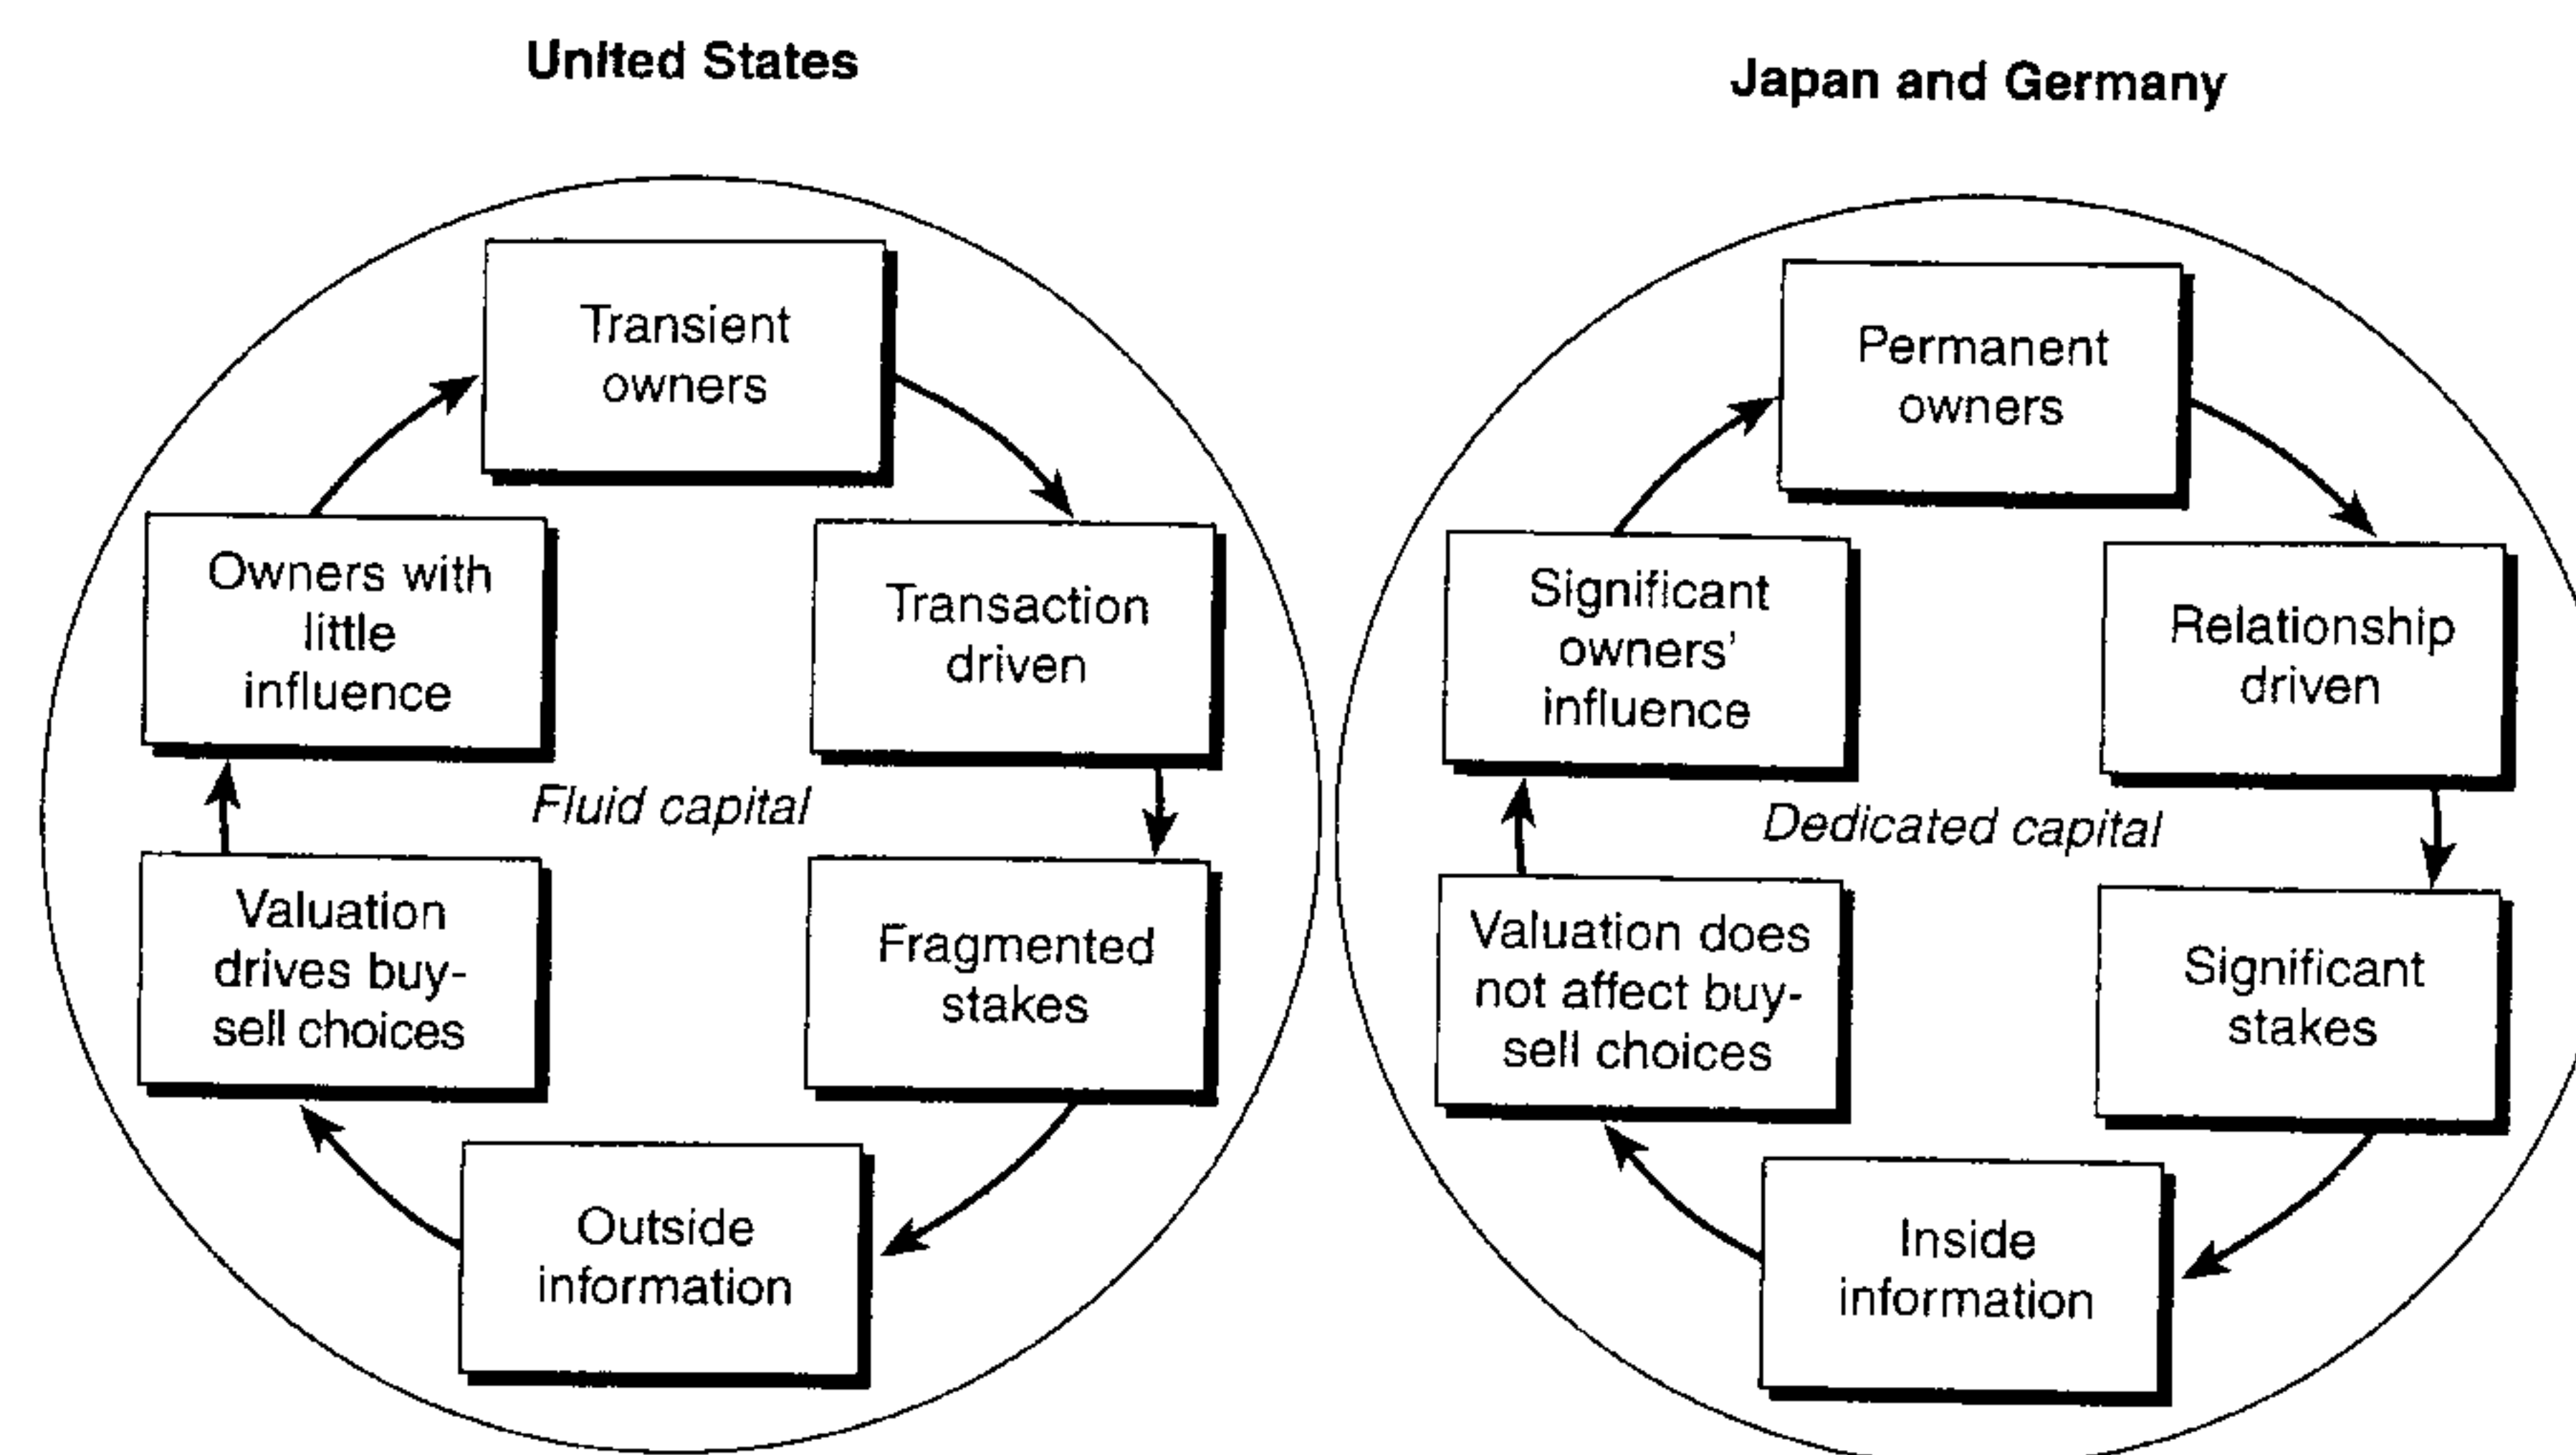 United States
Transient
owners
Transaction
driven
Fragmented
stakes
Outside
information
Valuation
drives buy-
sell choices
Owners with
little
influence
Fluid capital
Japan and Germany
Permanent
owners
Relationship
driven
Significant
stakes
Inside
information
Valuation does
not affect buy-
sell choices
Significant
owners'
influence
Dedicated capital